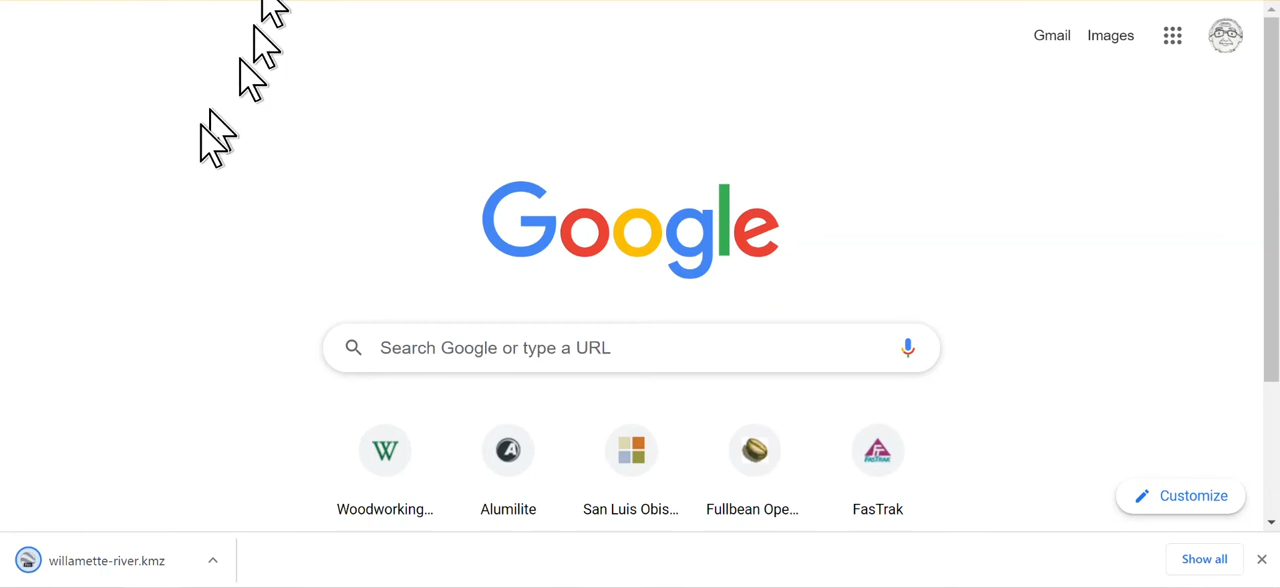 Gmail Images
Google
Search Google or type a URL
W
A
FASTRAK
Woodworking... Alumilite San Luis Obis... Fullbean Ope... FasTrak
Customize
willamette-river.kmz Show all